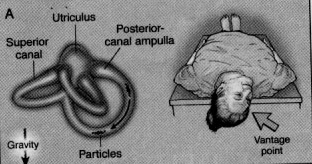 A
Utriculus
Superior
canal
Posterior-
canal ampulla
Gravity
Particles
Vantage
point